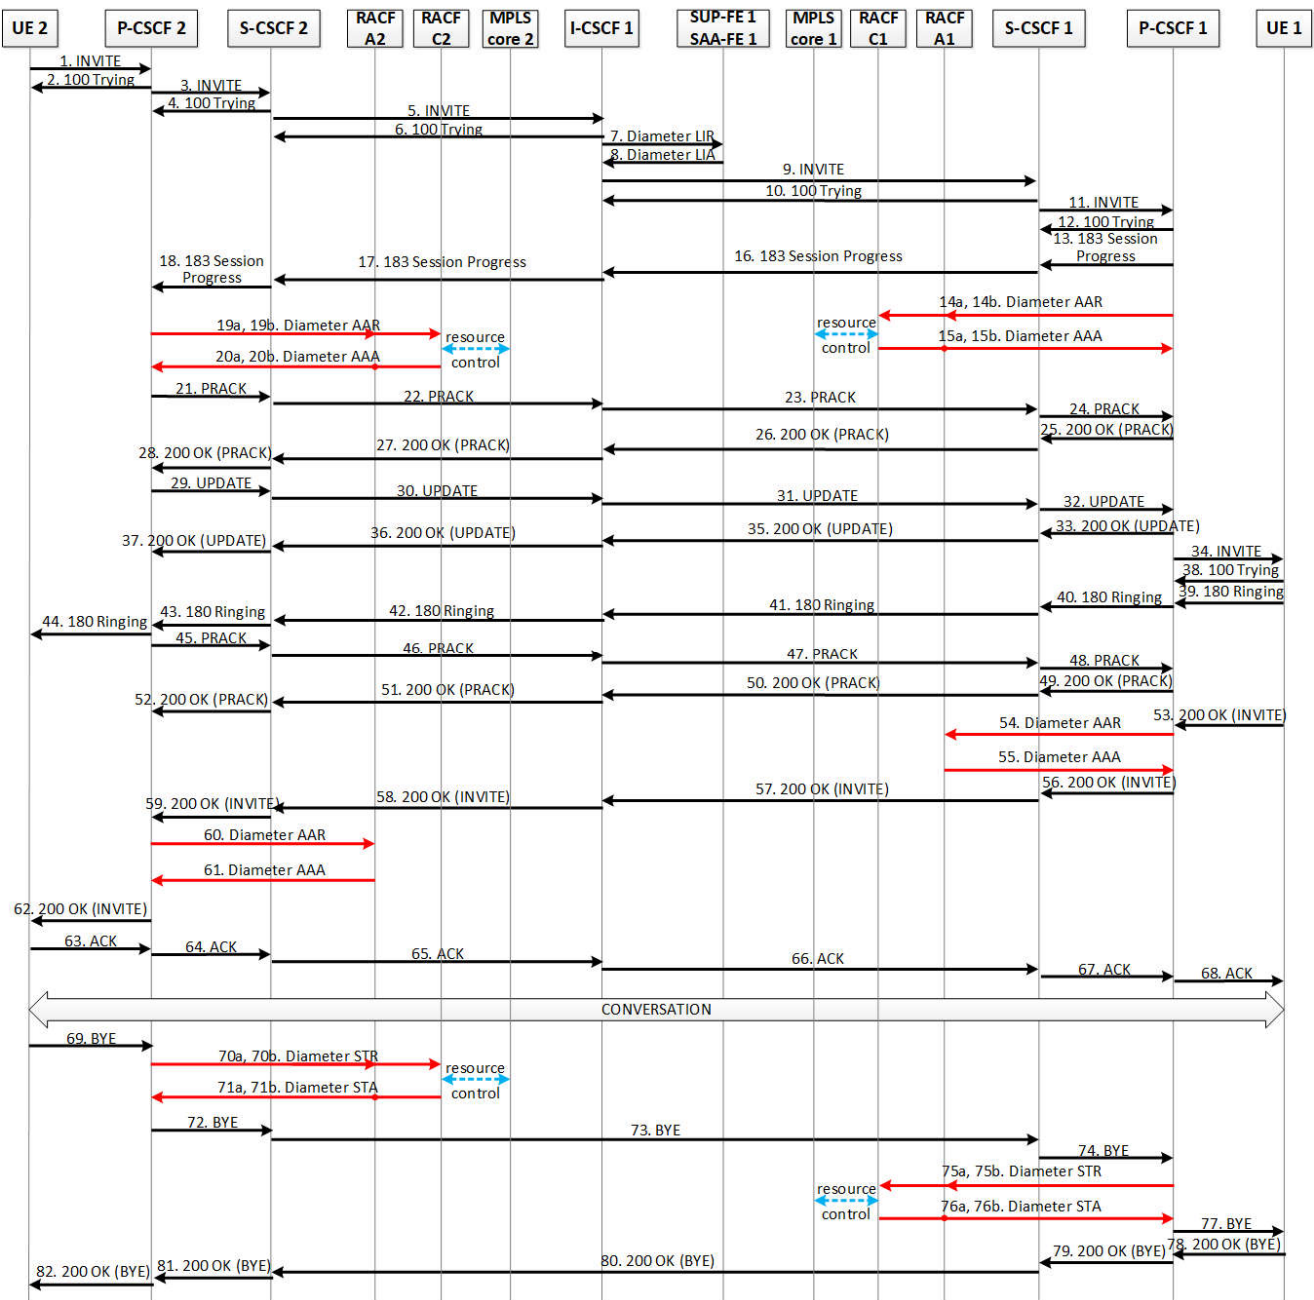 UE 2
P-CSCF 2
S-CSCF 2
RACF
A2
RACF
C2
MPLS
core 2
I-CSCF 1
SUP-FE 1
SAA-FE 1
MPLS
core 1
RACF
C1
RACF
A1
S-CSCF 1
P-CSCF 1
UE 1
1. INVITE
2. 100 Trying
3. INVITE
4. 100 Trying
5. INVITE
6. 100 Trying
7. Diameter LIR
8. Diameter LIA
9. INVITE
10. 100 Trying
11. INVITE
12. 100 Trying
13. 183 Session
Progress
16. 183 Session Progress
17. 183 Session Progress
18. 183 Session
Progress
14a, 14b. Diameter AAR
resource
control
15a, 15b. Diameter AAA
19a, 19b. Diameter AAR
resource
control
20a, 20b. Diameter AAA
21. PRACK
22. PRACK
23. PRACK
24. PRACK
25. 200 OK (PRACK)
26. 200 OK (PRACK)
27. 200 OK (PRACK)
28. 200 OK (PRACK)
29. UPDATE
30. UPDATE
31. UPDATE
32. UPDATE
33. 200 OK (UPDATE)
35. 200 OK (UPDATE)
36. 200 OK (UPDATE)
37. 200 OK (UPDATE)
34. INVITE
38. 100 Trying
39. 180 Ringing
40. 180 Ringing
41. 180 Ringing
42. 180 Ringing
43. 180 Ringing
44. 180 Ringing
45. PRACK
46. PRACK
47. PRACK
48. PRACK
49. 200 OK (PRACK)
50. 200 OK (PRACK)
51. 200 OK (PRACK)
52. 200 OK (PRACK)
53. 200 OK (INVITE)
54. Diameter AAR
55. Diameter AAA
56. 200 OK (INVITE)
57. 200 OK (INVITE)
58. 200 OK (INVITE)
59. 200 OK (INVITE)
60. Diameter AAR
61. Diameter AAA
62. 200 OK (INVITE)
63. ACK
64. ACK
65. ACK
66. ACK
67. ACK
68. ACK
CONVERSATION
69. BYE
70a, 70b. Diameter STR
resource
control
71a, 71b. Diameter STA
72. BYE
73. BYE
74. BYE
75a, 75b. Diameter STR
resource
control
76a, 76b. Diameter STA
77. BYE
78. 200 OK (BYE)
79. 200 OK (BYE)
80. 200 OK (BYE)
81. 200 OK (BYE)
82. 200 OK (BYE)